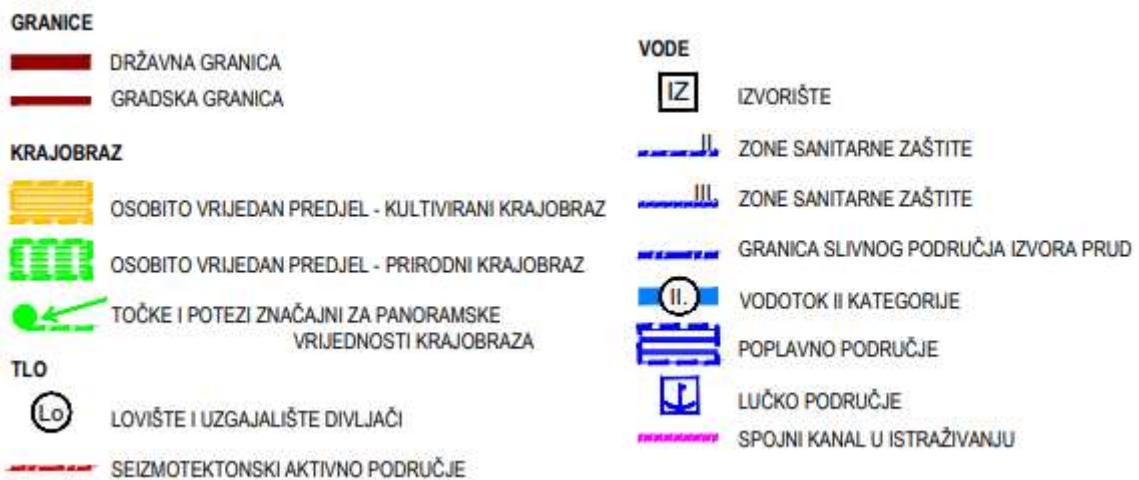 GRANICE
DRŽAVNA GRANICA
GRADSKA GRANICA
KRAJOBRAZ
OSOBITO VRIJEDAN PREDJEL - KULTIVIRANI KRAJOBRAZ
OSOBITO VRIJEDAN PREDJEL - PRIRODNI KRAJOBRAZ
TOČKE I POTEZI ZNAČAJNI ZA PANORAMSKE
VRIJEDNOSTI KRAJOBRAZA
TLO
Lo LOVIŠTE I UZGAJALIŠTE DIVLJAČI
SEIZMOTEKTONSKI AKTIVNO PODRUČJE
VODE
IZ IZVORIŠTE
II. ZONE SANITARNE ZAŠTITE
III. ZONE SANITARNE ZAŠTITE
GRANICA SLIVNOG PODRUČJA IZVORA PRUD
II. VODOTOK II KATEGORIJE
POPLAVNO PODRUČJE
LUČKO PODRUČJE
SPOJNI KANAL U ISTRAŽIVANJU